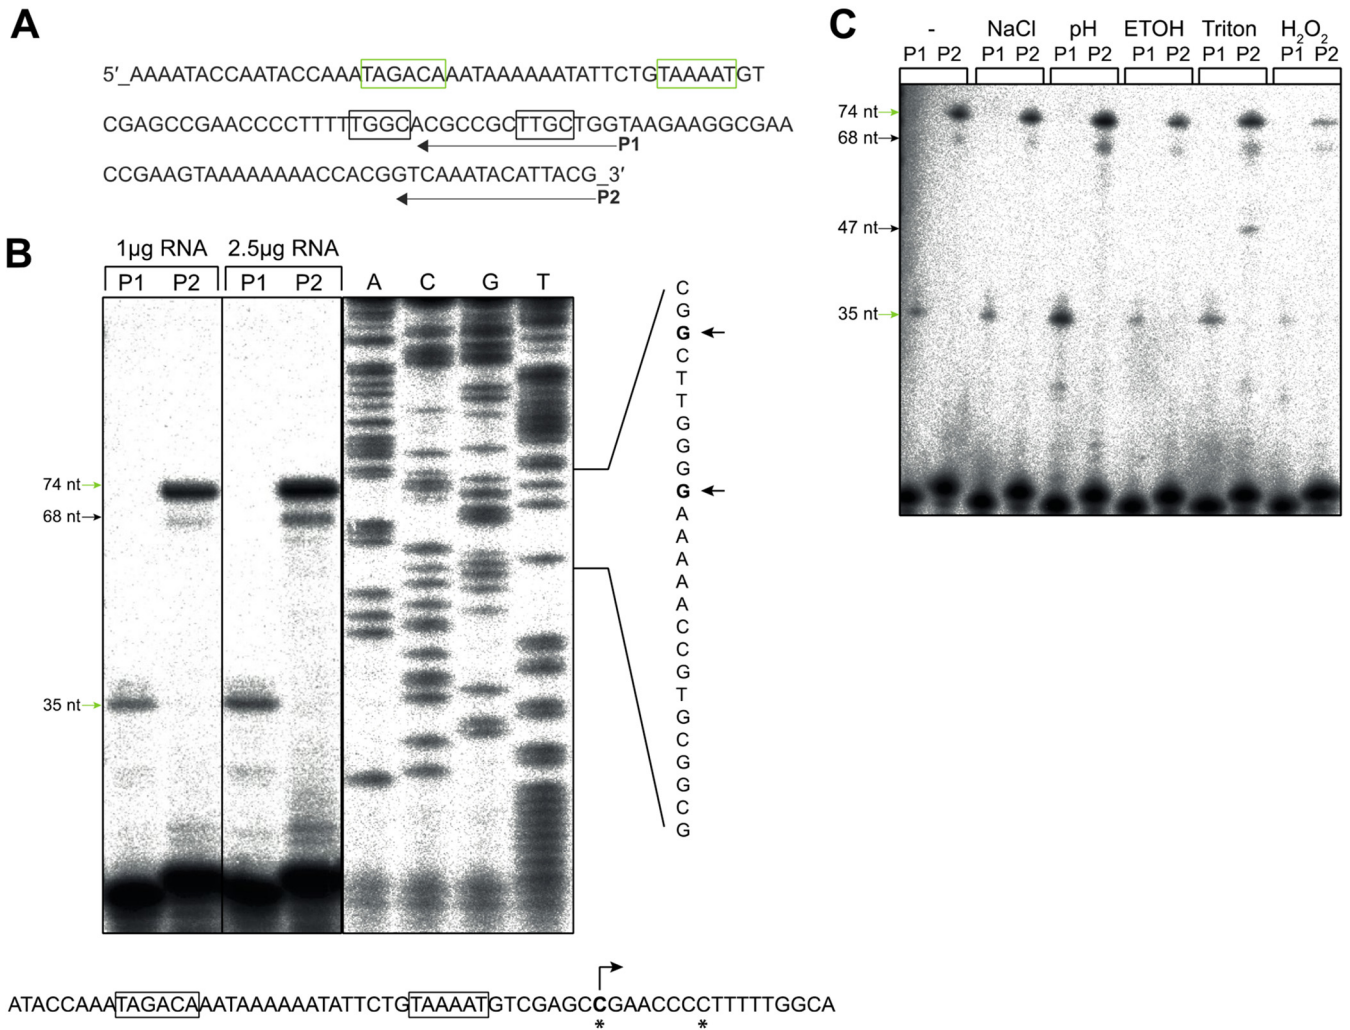 A
5′_AAAATACCAATACCAAATAGACAAATAAAAAATATTCTGTAAAATGT
CGAGCCGAACCCCTTTTTGGCACGCCGCTTGCTGGTAAGAAGGCGAA
P1
CCGAAGTAAAAAAAAACCACGGTCAAATACATTACG_3′
P2
B
1µg RNA 2.5µg RNA
P1 P2 P1 P2 A C G T
74 nt
68 nt
35 nt
C
G
G
C
T
T
G
G
G
G
A
A
A
A
A
C
C
G
T
G
C
G
G
C
G
C
- NaCl pH ETOH Triton H₂O₂
P1 P2 P1 P2 P1 P2 P1 P2 P1 P2 P1 P2
74 nt
68 nt
47 nt
35 nt
ATACCAAATAGACAAATAAAAAATATTCTGTAAAATGTCGAGCCGAACCCCTTTTTGGCA
* *